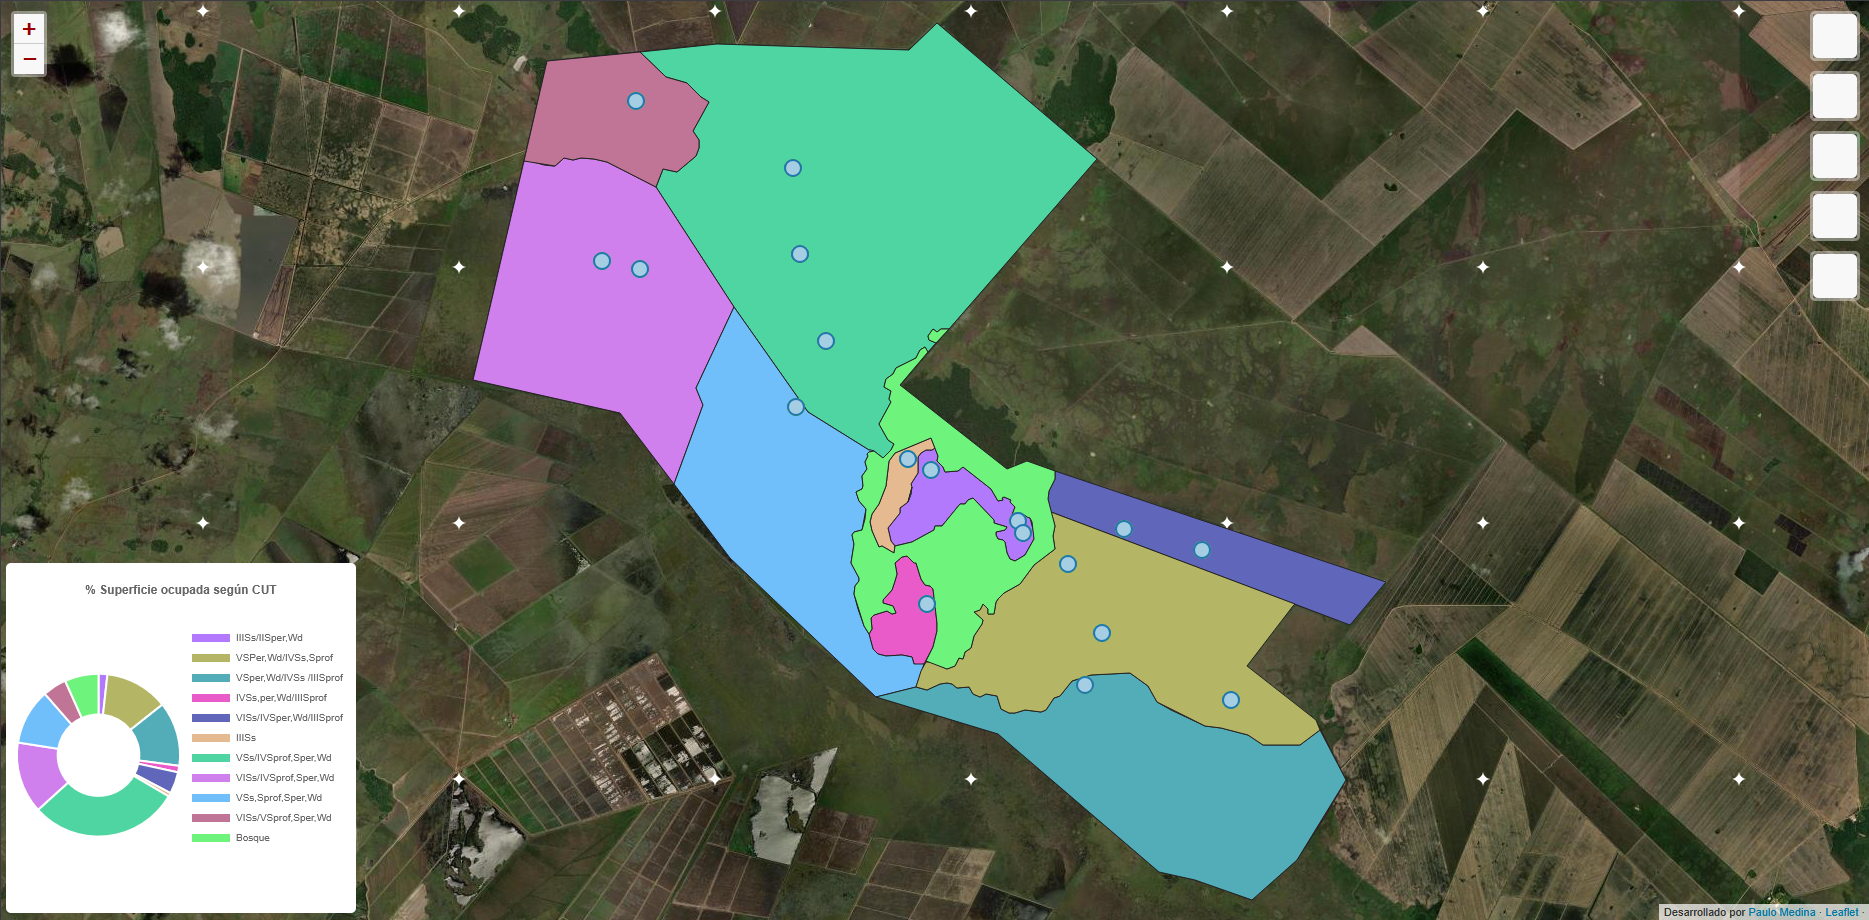 +
−
% Superficie ocupada según CUT
IIISs/IISper,Wd
VSPer,Wd/IVSs,Sprof
VSper,Wd/IVSs /IIISprof
IVSs,per,Wd/IIISprof
VISs/IVSper,Wd/IIISprof
IIISs
VSs/IVSprof,Sper,Wd
VISs/IVSprof,Sper,Wd
VSs,Sprof,Sper,Wd
VISs/VSprof,Sper,Wd
Bosque
Desarrollado por Paulo Medina · Leaflet ·